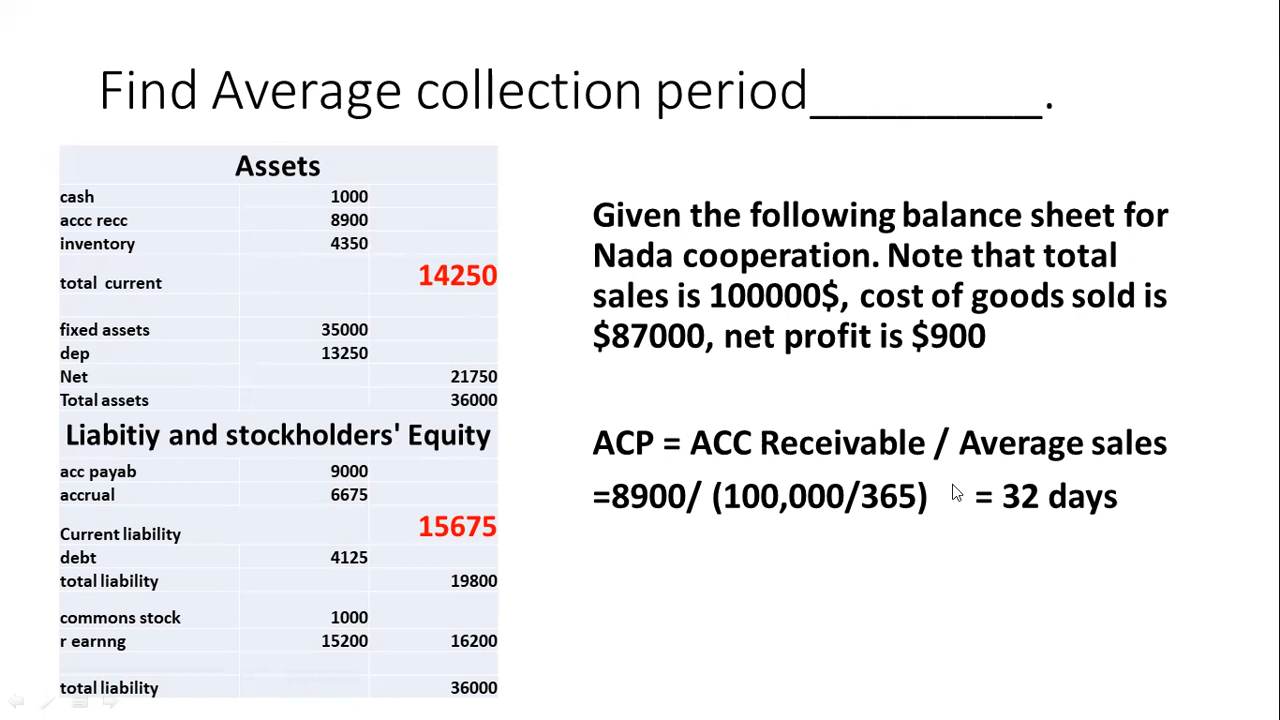 Find Average collection period_________.
Assets
cash 1000
accc recc 8900
inventory 4350
total current 14250
fixed assets 35000
dep 13250
Net 21750
Total assets 36000
Liabitiy and stockholders' Equity
acc payab 9000
accrual 6675
Current liability 15675
debt 4125
total liability 19800
commons stock 1000
r earnng 15200 16200
total liability 36000
Given the following balance sheet for
Nada cooperation. Note that total
sales is 100000$, cost of goods sold is
$87000, net profit is $900
ACP = ACC Receivable / Average sales
=8900/ (100,000/365) = 32 days